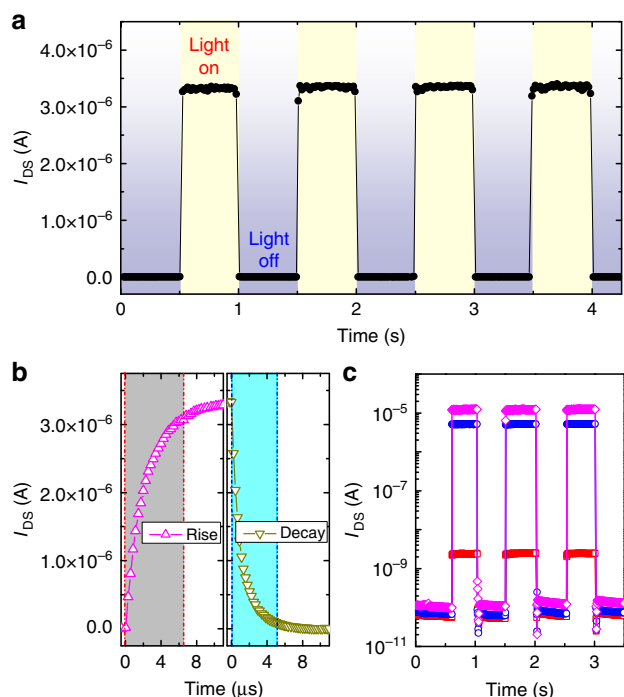 a
4.0×10⁻⁶
3.0×10⁻⁶
2.0×10⁻⁶
1.0×10⁻⁶
0.0
I_DS (A)
Light
on
Light
off
0 1 2 3 4
Time (s)
b
3.0×10⁻⁶
2.0×10⁻⁶
1.0×10⁻⁶
0.0
I_DS (A)
Rise
Decay
0 4 8 0 4 8
Time (μs)
c
10⁻⁵
10⁻⁷
10⁻⁹
10⁻¹¹
I_DS (A)
0 1 2 3
Time (s)